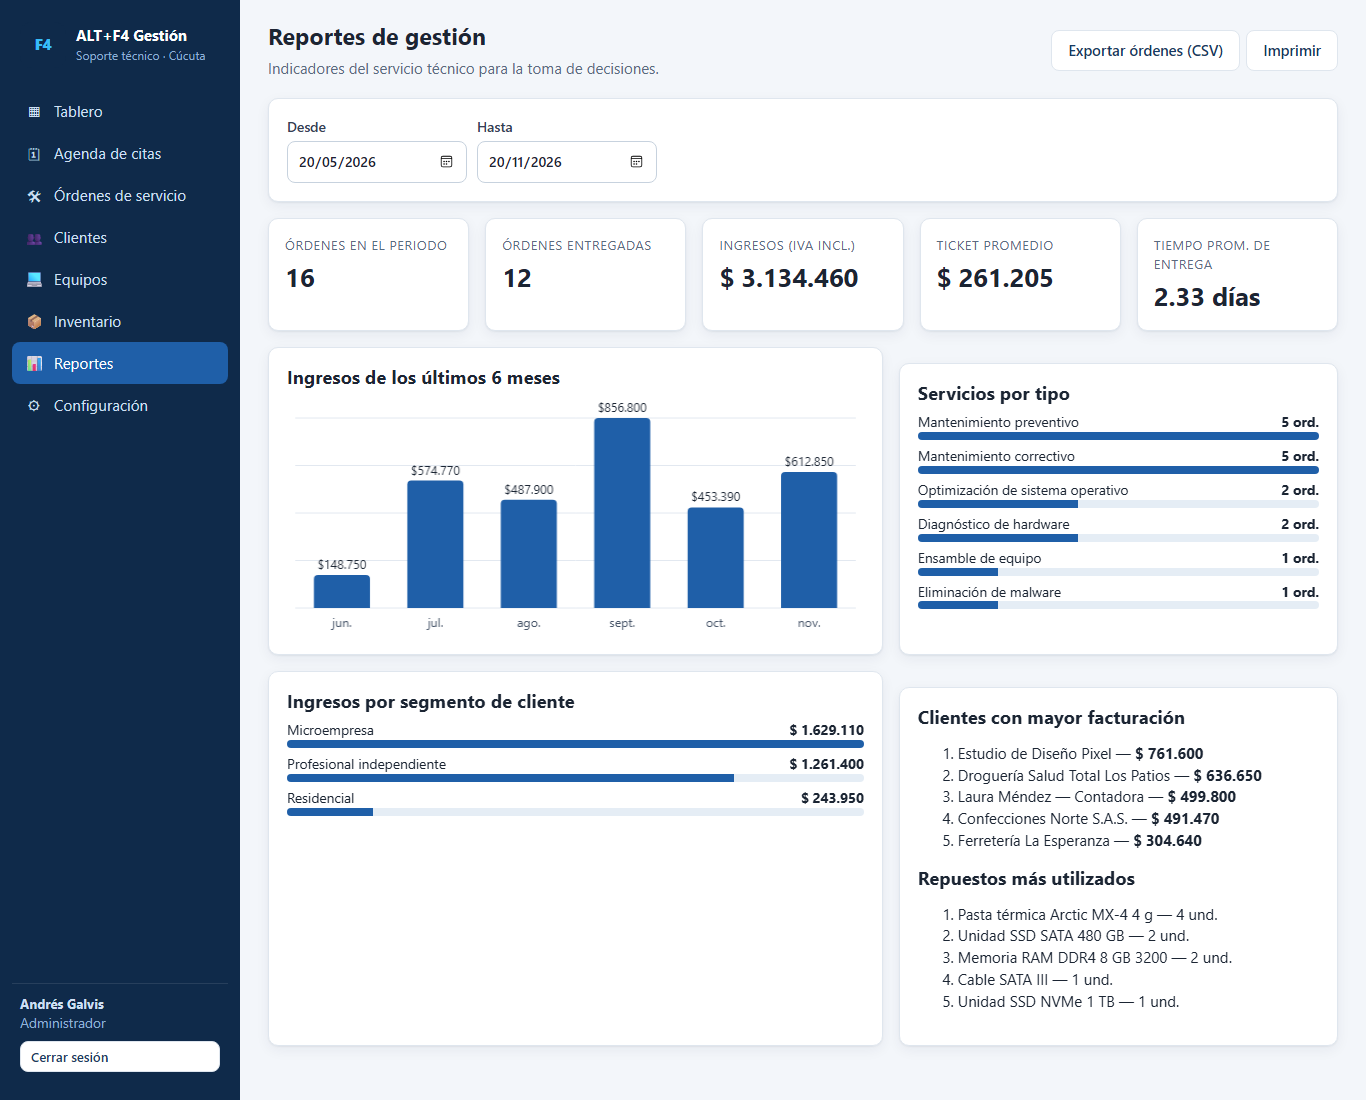 F4
ALT+F4 Gestión
Soporte técnico · Cúcuta
Tablero
Agenda de citas
Órdenes de servicio
Clientes
Equipos
Inventario
Reportes
Configuración
Andrés Galvis
Administrador
Cerrar sesión
Reportes de gestión
Indicadores del servicio técnico para la toma de decisiones.
Exportar órdenes (CSV)
Imprimir
Desde
Hasta
20/05/2026
20/11/2026
ÓRDENES EN EL PERIODO
16
ÓRDENES ENTREGADAS
12
INGRESOS (IVA INCL.)
$ 3.134.460
TICKET PROMEDIO
$ 261.205
TIEMPO PROM. DE
ENTREGA
2.33 días
Ingresos de los últimos 6 meses
$148.750
$574.770
$487.900
$856.800
$453.390
$612.850
jun.
jul.
ago.
sept.
oct.
nov.
Servicios por tipo
Mantenimiento preventivo 5 ord.
Mantenimiento correctivo 5 ord.
Optimización de sistema operativo 2 ord.
Diagnóstico de hardware 2 ord.
Ensamble de equipo 1 ord.
Eliminación de malware 1 ord.
Ingresos por segmento de cliente
Microempresa $ 1.629.110
Profesional independiente $ 1.261.400
Residencial $ 243.950
Clientes con mayor facturación
1. Estudio de Diseño Pixel — $ 761.600
2. Droguería Salud Total Los Patios — $ 636.650
3. Laura Méndez — Contadora — $ 499.800
4. Confecciones Norte S.A.S. — $ 491.470
5. Ferretería La Esperanza — $ 304.640
Repuestos más utilizados
1. Pasta térmica Arctic MX-4 4 g — 4 und.
2. Unidad SSD SATA 480 GB — 2 und.
3. Memoria RAM DDR4 8 GB 3200 — 2 und.
4. Cable SATA III — 1 und.
5. Unidad SSD NVMe 1 TB — 1 und.